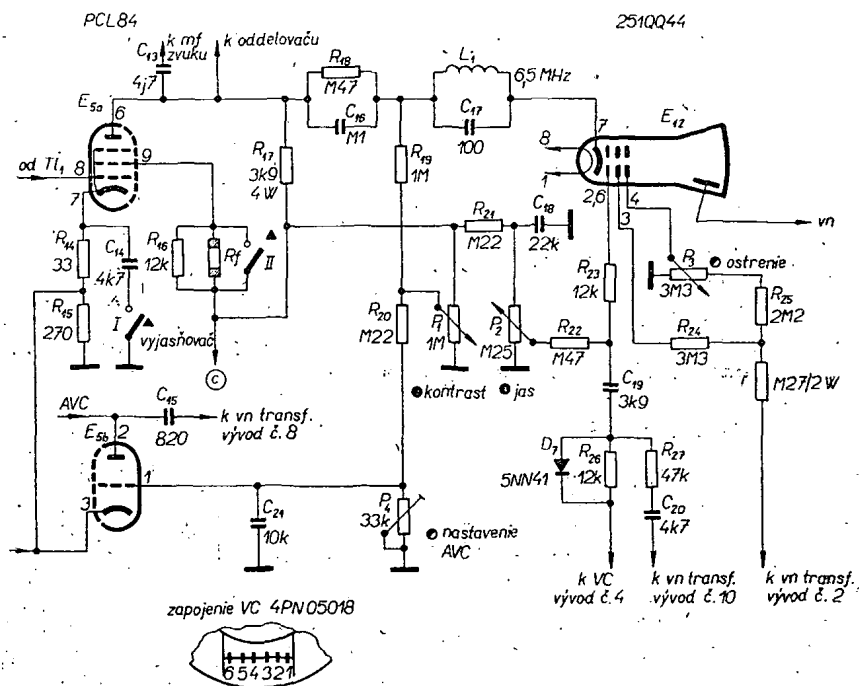 PCL84
251QQ44
k mf
zvuku
k oddelovaču
C13
4j7
R18
M47
C16
M1
L1
6,5 MHz
C17
100
E5a
6
9
8
7
od Tl1
R17
3k9
4W
R19
1M
E12
7
8
1
2,6
3
4
vn
R14
33
C14
4k7
R16
12k
Rf
II
R21
M22
C18
22k
R23
12k
P3
3M3
ostrenie
R25
2M2
R15
270
I
vyjasňovač
c
R20
M22
P1
1M
kontrast
P2
M25
jas
R22
M47
R24
3M3
r
M27/2W
C19
3k9
AVC
C15
820
k vn transf.
vývod č. 8
E5b
2
1
3
D7
5NN41
R26
12k
R27
47k
C20
4k7
C21
10k
P4
33k
nastavenie
AVC
k VC
vývod č.4
k vn transf.
vývod č.10
k vn transf.
vývod č. 2
zapojenie VC 4PN05018
654321